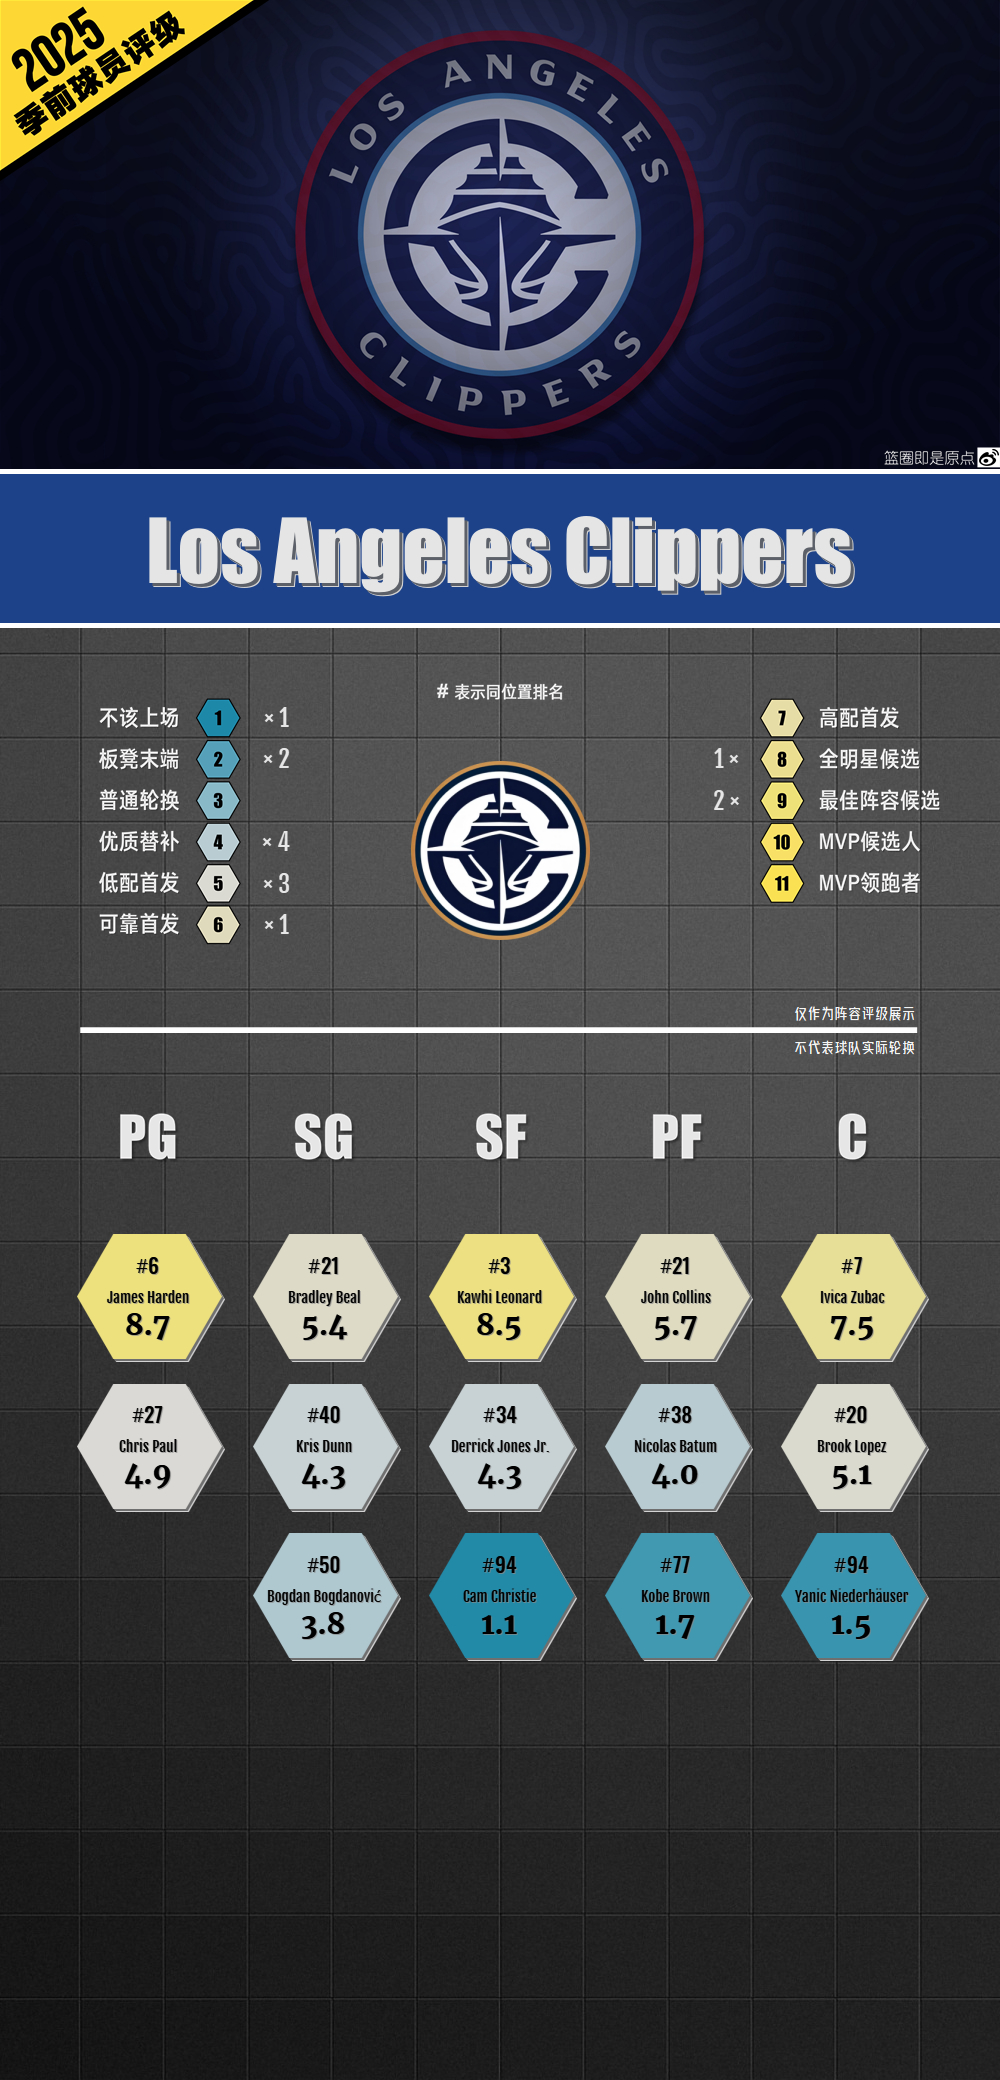 2025
季前球员评级
LOS ANGELES
CLIPPERS
篮圈即是原点
Los Angeles Clippers
# 表示同位置排名
不该上场 1 ×1
板凳末端 2 ×2
普通轮换 3
优质替补 4 ×4
低配首发 5 ×3
可靠首发 6 ×1
7 高配首发
1× 8 全明星候选
2× 9 最佳阵容候选
10 MVP候选人
11 MVP领跑者
仅作为阵容评级展示
不代表球队实际轮换
PG SG SF PF C
#6 #21 #3 #21 #7
James Harden Bradley Beal Kawhi Leonard John Collins Ivica Zubac
8.7 5.4 8.5 5.7 7.5
#27 #40 #34 #38 #20
Chris Paul Kris Dunn Derrick Jones Jr. Nicolas Batum Brook Lopez
4.9 4.3 4.3 4.0 5.1
#50 #94 #77 #94
Bogdan Bogdanović Cam Christie Kobe Brown Yanic Niederhäuser
3.8 1.1 1.7 1.5